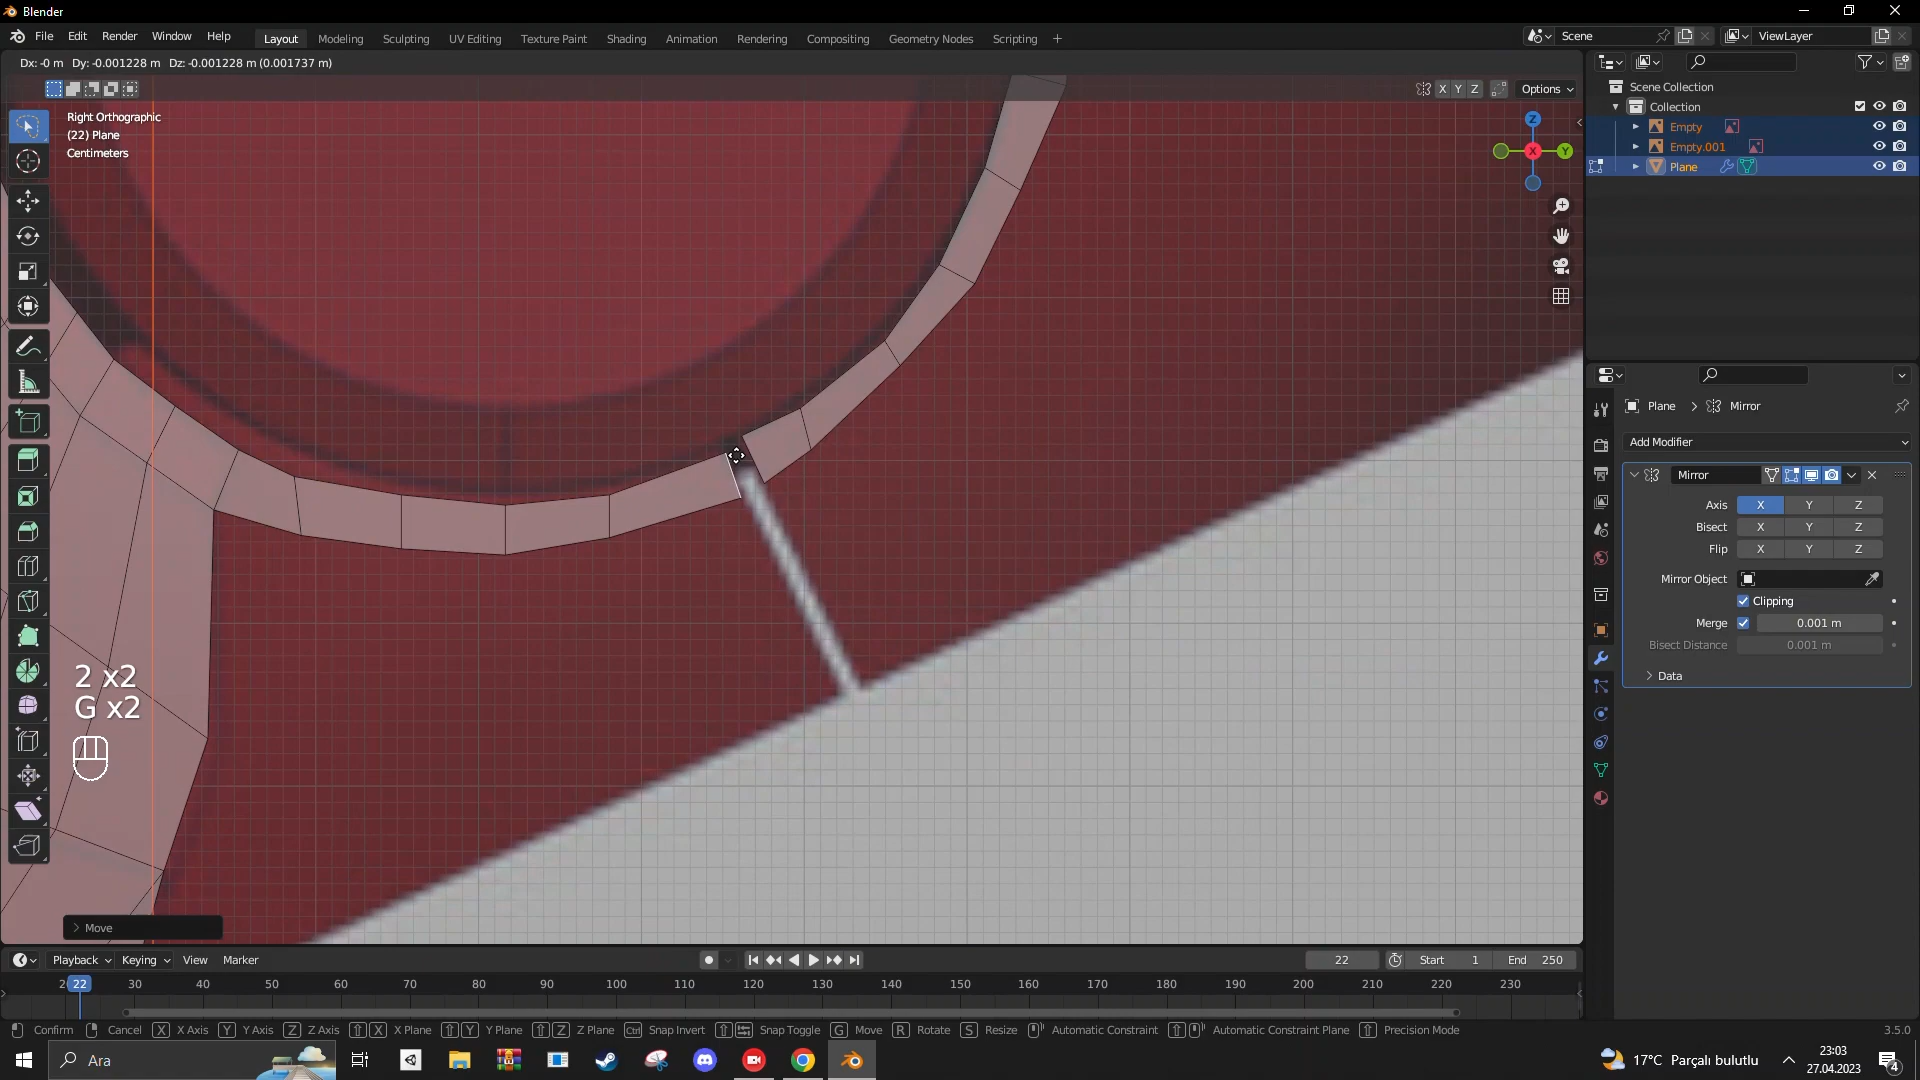 Blender
File Edit Render Window Help
Layout Modeling Sculpting UV Editing Texture Paint Shading Animation Rendering Compositing Geometry Nodes Scripting +
Scene
ViewLayer
Dx: -0 m Dy: -0.001228 m Dz: -0.001228 m (0.001737 m)
X Y Z
Options
Right Orthographic
(22) Plane
Centimeters
Z
X
Y
Scene Collection
Collection
Empty
Empty.001
Plane
Plane > Mirror
Add Modifier
Mirror
Axis X Y Z
Bisect X Y Z
Flip X Y Z
Mirror Object
Clipping
Merge 0.001 m
Bisect Distance 0.001 m
Data
2 x2
G x2
Move
Playback Keying View Marker
22
Start 1
End 250
22 30 40 50 60 70 80 90 100 110 120 130 140 150 160 170 180 190 200 210 220 230
Confirm Cancel X X Axis Y Y Axis Z Z Axis X X Plane Y Y Plane Z Z Plane Ctrl Snap Invert Snap Toggle G Move R Rotate S Resize Automatic Constraint Automatic Constraint Plane Precision Mode
3.5.0
Ara
17°C Parçalı bulutlu
23:03
27.04.2023
4